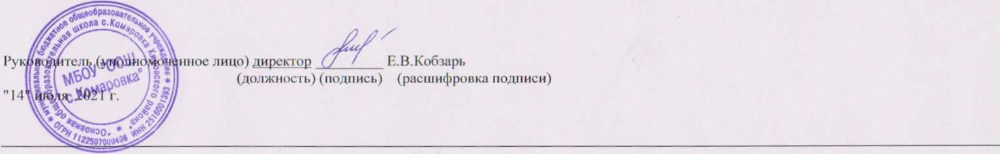 муниципальное бюджетное общеобразовательное учреждение * ИНН 2516001393
ОГРН 1122507000406 *
"Основная общеобразовательная школа с.Комаровка Кировского района" *
МБОУ "ООШ
с.Комаровка"
Руководитель (уполномоченное лицо) директор __________ Е.В.Кобзарь
(должность) (подпись) (расшифровка подписи)
"14" июля 2021 г.